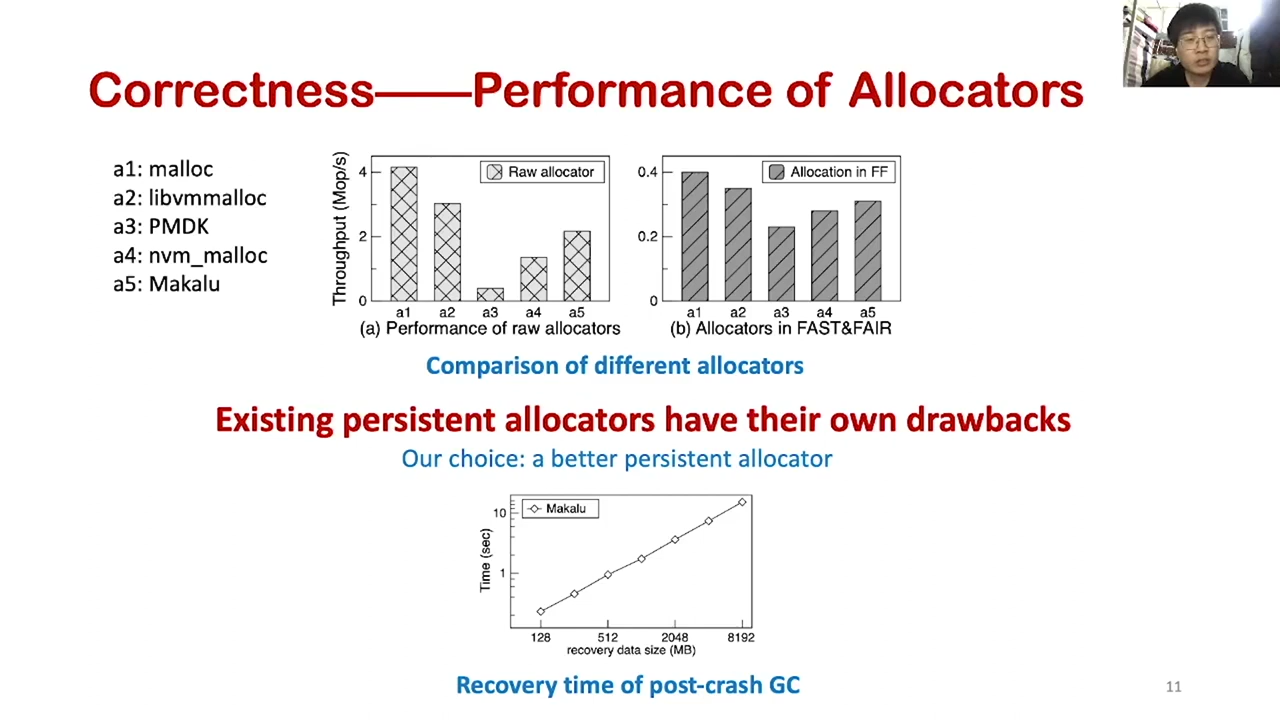 Correctness——Performance of Allocators
a1: malloc
a2: libvmmalloc
a3: PMDK
a4: nvm_malloc
a5: Makalu
Throughput (Mop/s)
4
2
0
Raw allocator
a1 a2 a3 a4 a5
(a) Performance of raw allocators
0.4
0.2
0
Allocation in FF
a1 a2 a3 a4 a5
(b) Allocators in FAST&FAIR
Comparison of different allocators
Existing persistent allocators have their own drawbacks
Our choice: a better persistent allocator
Time (sec)
10
1
Makalu
128 512 2048 8192
recovery data size (MB)
Recovery time of post-crash GC
11